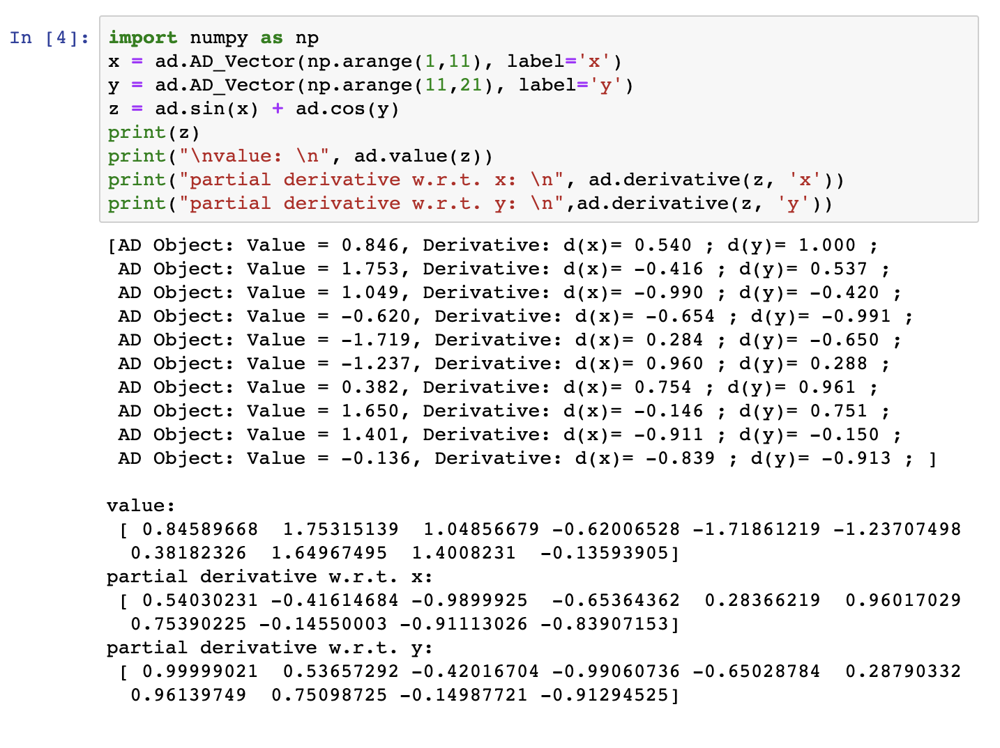 In [4]: import numpy as np
x = ad.AD_Vector(np.arange(1,11), label='x')
y = ad.AD_Vector(np.arange(11,21), label='y')
z = ad.sin(x) + ad.cos(y)
print(z)
print("\nvalue: \n", ad.value(z))
print("partial derivative w.r.t. x: \n", ad.derivative(z, 'x'))
print("partial derivative w.r.t. y: \n",ad.derivative(z, 'y'))
[AD Object: Value = 0.846, Derivative: d(x)= 0.540 ; d(y)= 1.000 ;
 AD Object: Value = 1.753, Derivative: d(x)= -0.416 ; d(y)= 0.537 ;
 AD Object: Value = 1.049, Derivative: d(x)= -0.990 ; d(y)= -0.420 ;
 AD Object: Value = -0.620, Derivative: d(x)= -0.654 ; d(y)= -0.991 ;
 AD Object: Value = -1.719, Derivative: d(x)= 0.284 ; d(y)= -0.650 ;
 AD Object: Value = -1.237, Derivative: d(x)= 0.960 ; d(y)= 0.288 ;
 AD Object: Value = 0.382, Derivative: d(x)= 0.754 ; d(y)= 0.961 ;
 AD Object: Value = 1.650, Derivative: d(x)= -0.146 ; d(y)= 0.751 ;
 AD Object: Value = 1.401, Derivative: d(x)= -0.911 ; d(y)= -0.150 ;
 AD Object: Value = -0.136, Derivative: d(x)= -0.839 ; d(y)= -0.913 ; ]
value:
 [ 0.84589668  1.75315139  1.04856679 -0.62006528 -1.71861219 -1.23707498
  0.38182326  1.64967495  1.4008231  -0.13593905]
partial derivative w.r.t. x:
 [ 0.54030231 -0.41614684 -0.9899925  -0.65364362  0.28366219  0.96017029
  0.75390225 -0.14550003 -0.91113026 -0.83907153]
partial derivative w.r.t. y:
 [ 0.99999021  0.53657292 -0.42016704 -0.99060736 -0.65028784  0.28790332
  0.96139749  0.75098725 -0.14987721 -0.91294525]